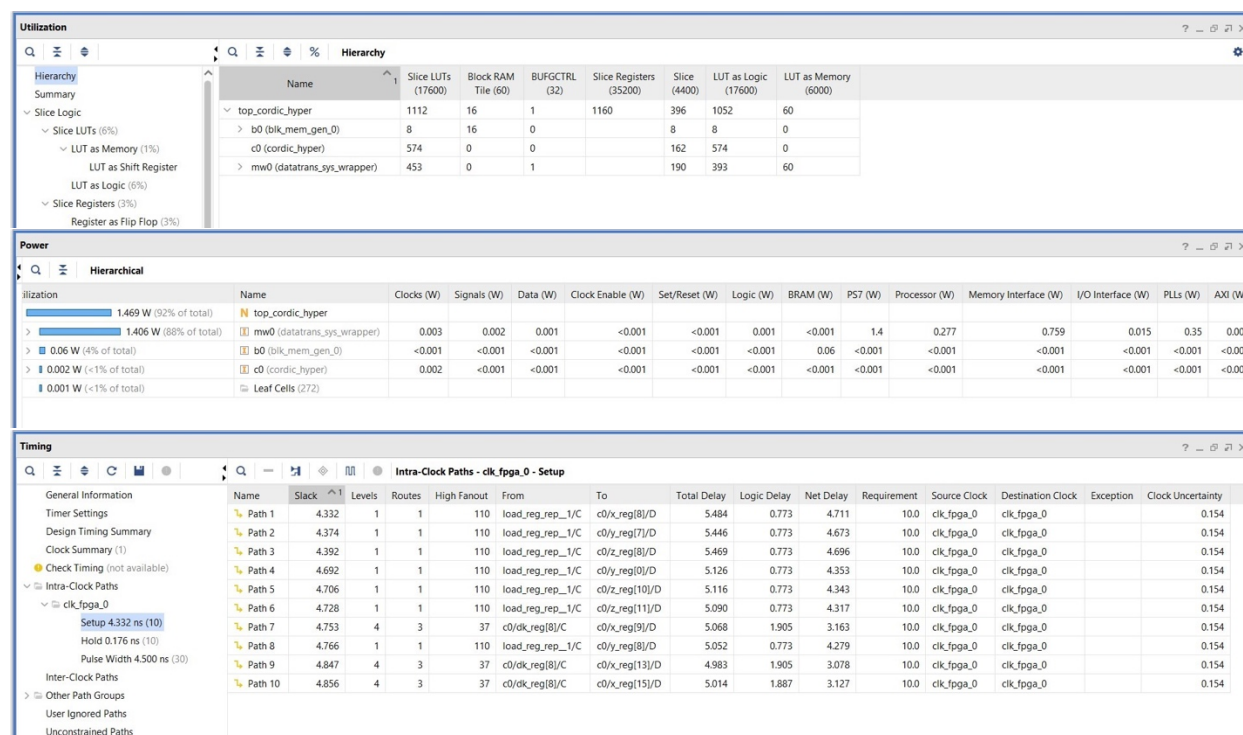 Utilization
? _
Hierarchy
Hierarchy
Summary
Slice Logic
Slice LUTs (6%)
LUT as Memory (1%)
LUT as Shift Register
LUT as Logic (6%)
Slice Registers (3%)
Register as Flip Flop (3%)
Name 1 Slice LUTs (17600) Block RAM Tile (60) BUFGCTRL (32) Slice Registers (35200) Slice (4400) LUT as Logic (17600) LUT as Memory (6000)
top_cordic_hyper 1112 16 1 1160 396 1052 60
b0 (blk_mem_gen_0) 8 16 0 8 8 0
c0 (cordic_hyper) 574 0 0 162 574 0
mw0 (datatrans_sys_wrapper) 453 0 1 190 393 60
Power
? _
Hierarchical
ilization Name Clocks (W) Signals (W) Data (W) Clock Enable (W) Set/Reset (W) Logic (W) BRAM (W) PS7 (W) Processor (W) Memory Interface (W) I/O Interface (W) PLLs (W) AXI (W
1.469 W (92% of total) N top_cordic_hyper
1.406 W (88% of total) I mw0 (datatrans_sys_wrapper) 0.003 0.002 0.001 <0.001 <0.001 0.001 <0.001 1.4 0.277 0.759 0.015 0.35 0.00
0.06 W (4% of total) I b0 (blk_mem_gen_0) <0.001 <0.001 <0.001 <0.001 <0.001 <0.001 0.06 <0.001 <0.001 <0.001 <0.001 <0.001 <0.00
0.002 W (<1% of total) I c0 (cordic_hyper) 0.002 <0.001 <0.001 <0.001 <0.001 <0.001 <0.001 <0.001 <0.001 <0.001 <0.001 <0.001 <0.00
0.001 W (<1% of total) Leaf Cells (272)
Timing
? _
Intra-Clock Paths - clk_fpga_0 - Setup
General Information
Timer Settings
Design Timing Summary
Clock Summary (1)
Check Timing (not available)
Intra-Clock Paths
clk_fpga_0
Setup 4.332 ns (10)
Hold 0.176 ns (10)
Pulse Width 4.500 ns (30)
Inter-Clock Paths
Other Path Groups
User Ignored Paths
Unconstrained Paths
Name Slack 1 Levels Routes High Fanout From To Total Delay Logic Delay Net Delay Requirement Source Clock Destination Clock Exception Clock Uncertainty
Path 1 4.332 1 1 110 load_reg_rep__1/C c0/x_reg[8]/D 5.484 0.773 4.711 10.0 clk_fpga_0 clk_fpga_0 0.154
Path 2 4.374 1 1 110 load_reg_rep__1/C c0/y_reg[7]/D 5.446 0.773 4.673 10.0 clk_fpga_0 clk_fpga_0 0.154
Path 3 4.392 1 1 110 load_reg_rep__1/C c0/z_reg[8]/D 5.469 0.773 4.696 10.0 clk_fpga_0 clk_fpga_0 0.154
Path 4 4.692 1 1 110 load_reg_rep__1/C c0/y_reg[0]/D 5.126 0.773 4.353 10.0 clk_fpga_0 clk_fpga_0 0.154
Path 5 4.706 1 1 110 load_reg_rep__1/C c0/z_reg[10]/D 5.116 0.773 4.343 10.0 clk_fpga_0 clk_fpga_0 0.154
Path 6 4.728 1 1 110 load_reg_rep__1/C c0/z_reg[11]/D 5.090 0.773 4.317 10.0 clk_fpga_0 clk_fpga_0 0.154
Path 7 4.753 4 3 37 c0/dk_reg[8]/C c0/x_reg[9]/D 5.068 1.905 3.163 10.0 clk_fpga_0 clk_fpga_0 0.154
Path 8 4.766 1 1 110 load_reg_rep__1/C c0/y_reg[8]/D 5.052 0.773 4.279 10.0 clk_fpga_0 clk_fpga_0 0.154
Path 9 4.847 4 3 37 c0/dk_reg[8]/C c0/x_reg[13]/D 4.983 1.905 3.078 10.0 clk_fpga_0 clk_fpga_0 0.154
Path 10 4.856 4 3 37 c0/dk_reg[8]/C c0/x_reg[15]/D 5.014 1.887 3.127 10.0 clk_fpga_0 clk_fpga_0 0.154